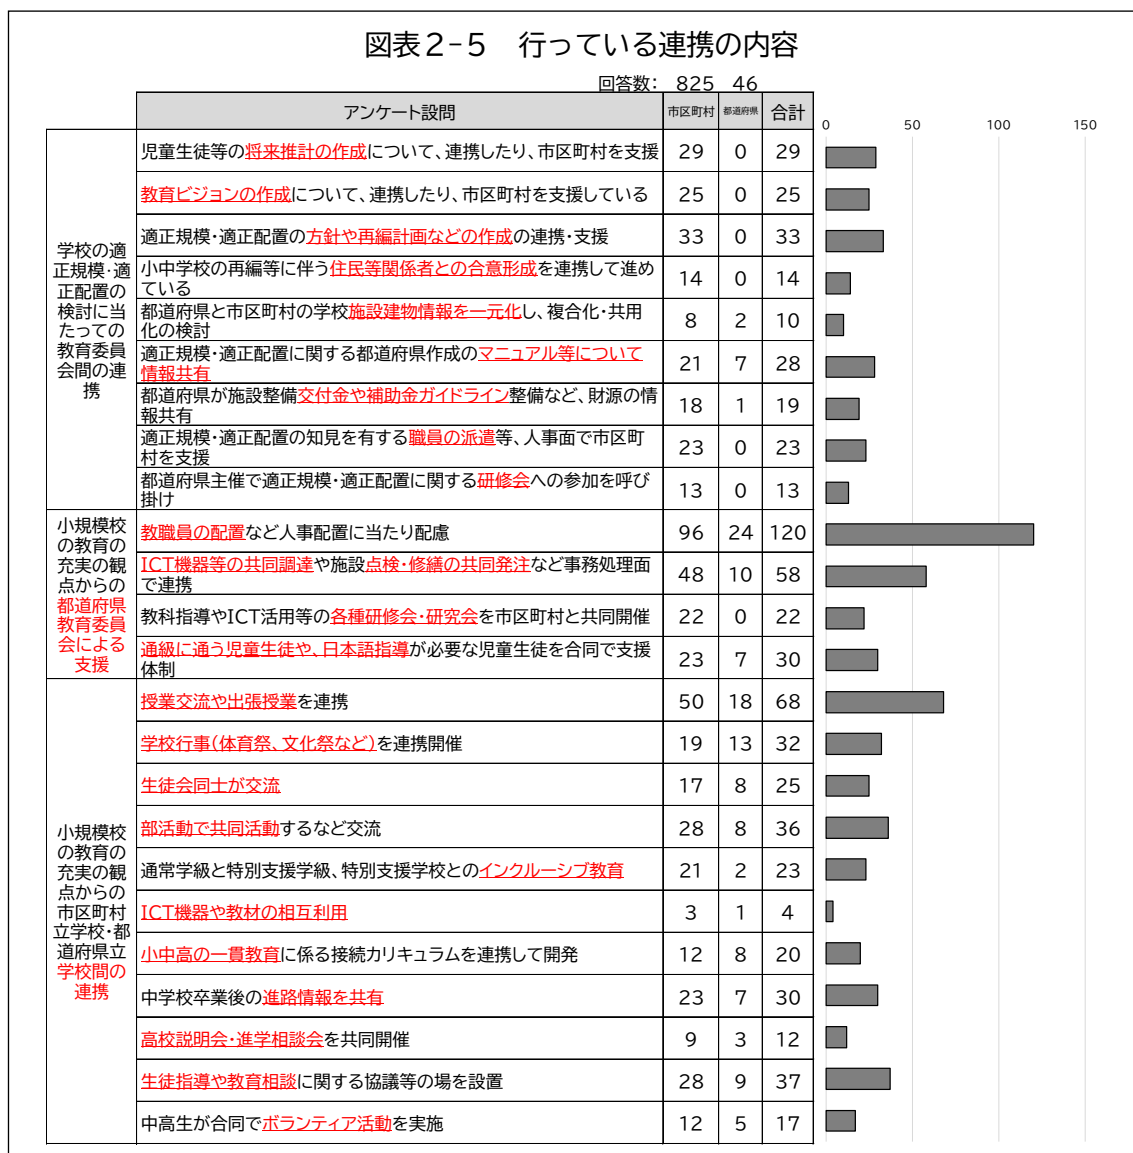 図表2-5 行っている連携の内容
回答数: 825 46
アンケート設問 市区町村 都道府県 合計
0 50 100 150
学校の適
正規模・適
正配置の
検討に当
たっての
教育委員
会間の連
携
児童生徒等の将来推計の作成について、連携したり、市区町村を支援 29 0 29
教育ビジョンの作成について、連携したり、市区町村を支援している 25 0 25
適正規模・適正配置の方針や再編計画などの作成の連携・支援 33 0 33
小中学校の再編等に伴う住民等関係者との合意形成を連携して進め
ている 14 0 14
都道府県と市区町村の学校施設建物情報を一元化し、複合化・共用
化の検討 8 2 10
適正規模・適正配置に関する都道府県作成のマニュアル等について
情報共有 21 7 28
都道府県が施設整備交付金や補助金ガイドライン整備など、財源の情
報共有 18 1 19
適正規模・適正配置の知見を有する職員の派遣等、人事面で市区町
村を支援 23 0 23
都道府県主催で適正規模・適正配置に関する研修会への参加を呼び
掛け 13 0 13
小規模校
の教育の
充実の観
点からの
都道府県
教育委員
会による
支援
教職員の配置など人事配置に当たり配慮 96 24 120
ICT機器等の共同調達や施設点検・修繕の共同発注など事務処理面
で連携 48 10 58
教科指導やICT活用等の各種研修会・研究会を市区町村と共同開催 22 0 22
通級に通う児童生徒や、日本語指導が必要な児童生徒を合同で支援
体制 23 7 30
小規模校
の教育の
充実の観
点からの
市区町村
立学校・都
道府県立
学校間の
連携
授業交流や出張授業を連携 50 18 68
学校行事(体育祭、文化祭など)を連携開催 19 13 32
生徒会同士が交流 17 8 25
部活動で共同活動するなど交流 28 8 36
通常学級と特別支援学級、特別支援学校とのインクルーシブ教育 21 2 23
ICT機器や教材の相互利用 3 1 4
小中高の一貫教育に係る接続カリキュラムを連携して開発 12 8 20
中学校卒業後の進路情報を共有 23 7 30
高校説明会・進学相談会を共同開催 9 3 12
生徒指導や教育相談に関する協議等の場を設置 28 9 37
中高生が合同でボランティア活動を実施 12 5 17